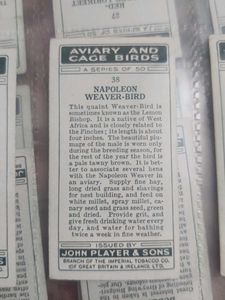 AVIARY AND
CAGE BIRDS
A SERIES OF 50
38
NAPOLEON
WEAVER-BIRD
This quaint Weaver-Bird is
sometimes known as the Lemon
Bishop. It is a native of West
Africa and is closely related to
the Finches; its length is about
four inches. The beautiful plu-
mage of the male is worn only
during the breeding season, for
the rest of the year the bird is a
pale tawny brown. It is bet-
ter to associate several hens
with the Napoleon Weaver in
an aviary. Supply fine hay,
long dried grass and shavings
for nest building, and feed on
white millet, spray millet, ca-
nary seed and grass seed, green
and dried. Provide grit, and
give fresh drinking water every
day, and water for bathing
twice a week in fine weather.
ISSUED BY
JOHN PLAYER & SONS
BRANCH OF THE IMPERIAL TOBACCO CO.
OF GREAT BRITAIN & IRELAND, LTD.
27
RED-